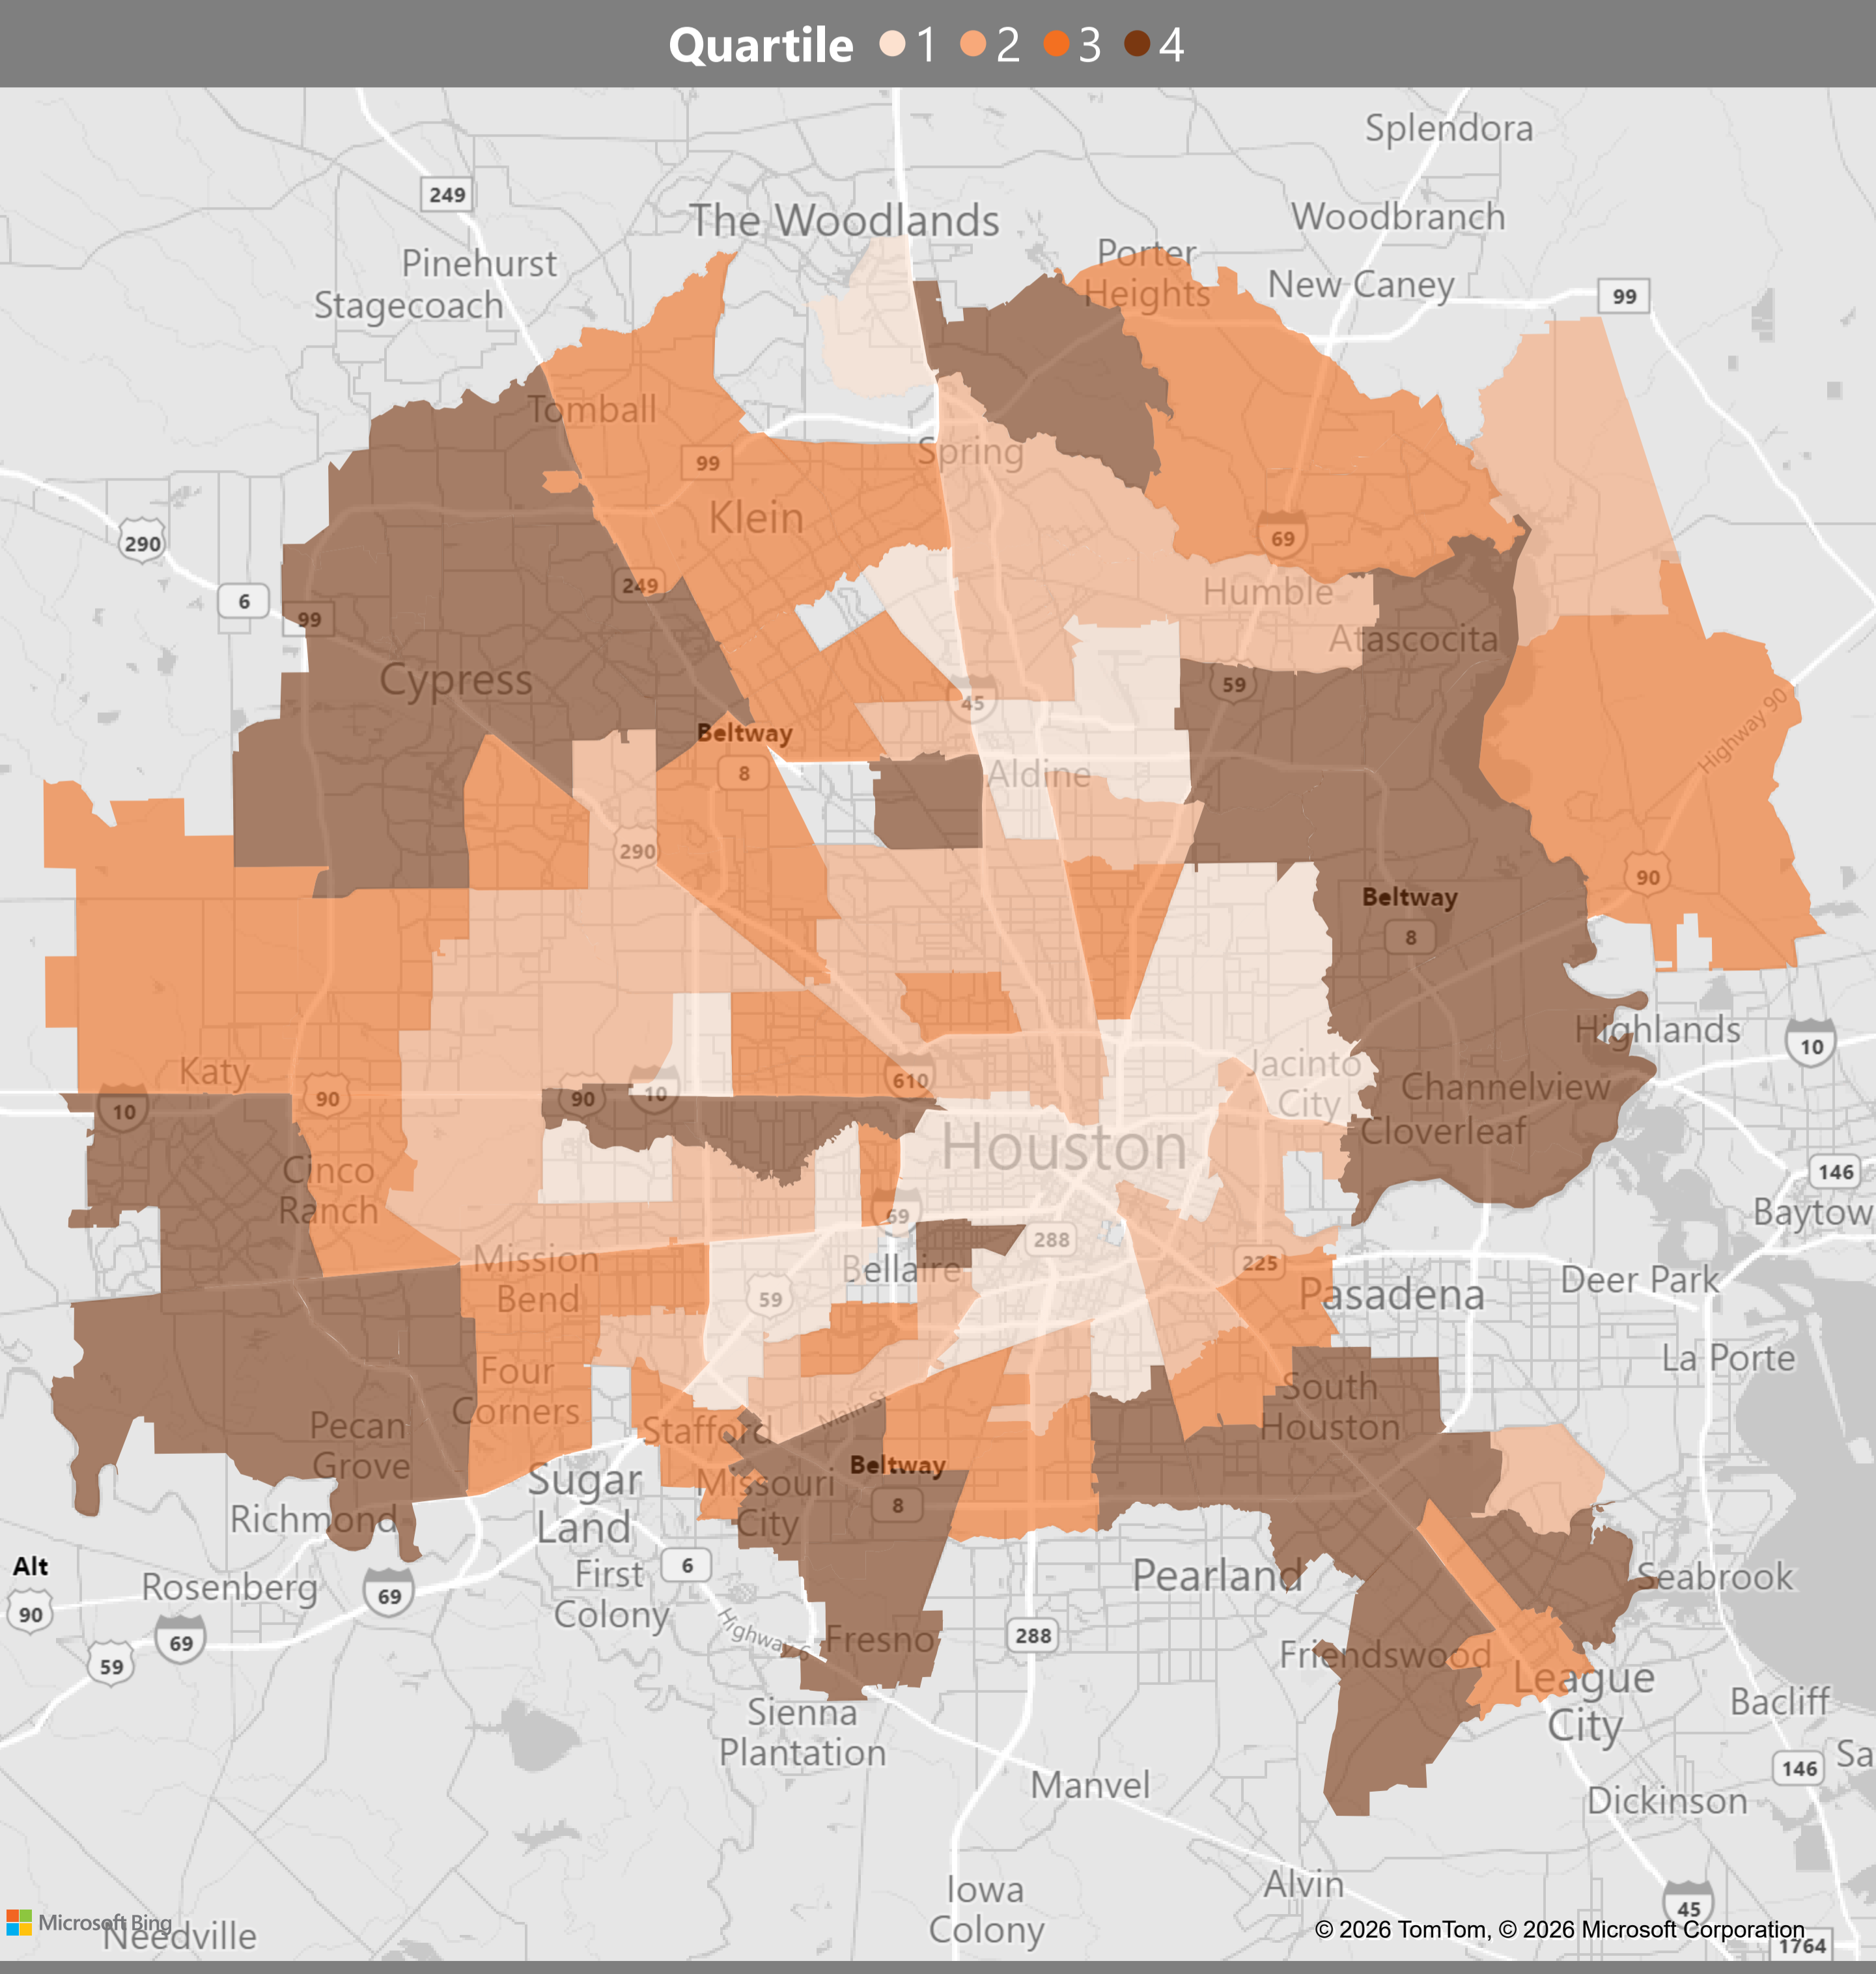 Quartile 1 2 3 4
Splendora
249
The Woodlands
Woodbranch
Pinehurst
Porter
Heights
New Caney
Stagecoach
99
Tomball
Spring
99
Klein
290
69
249
Humble
6
99
Atascocita
Cypress
59
45
Highway 90
Beltway
8
Aldine
290
90
Beltway
8
Highlands
10
Katy
Jacinto
City
610
90
10
90
10
Channelview
Cloverleaf
Houston
146
Cinco
Ranch
69
Baytow
288
Mission
Bend
Bellaire
225
Deer Park
59
Pasadena
La Porte
Four
Corners
South
Houston
Main St
Pecan
Grove
Stafford
Beltway
8
Sugar
Land
Missouri
City
Richmond
Alt
90
Rosenberg
69
First
Colony
6
Pearland
Seabrook
69
59
Highway 6
Fresno
288
Friendswood
League
City
Bacliff
Sienna
Plantation
146
Sa
Manvel
Dickinson
Alvin
Iowa
Colony
45
Microsoft Bing
Needville
© 2026 TomTom, © 2026 Microsoft Corporation
1764